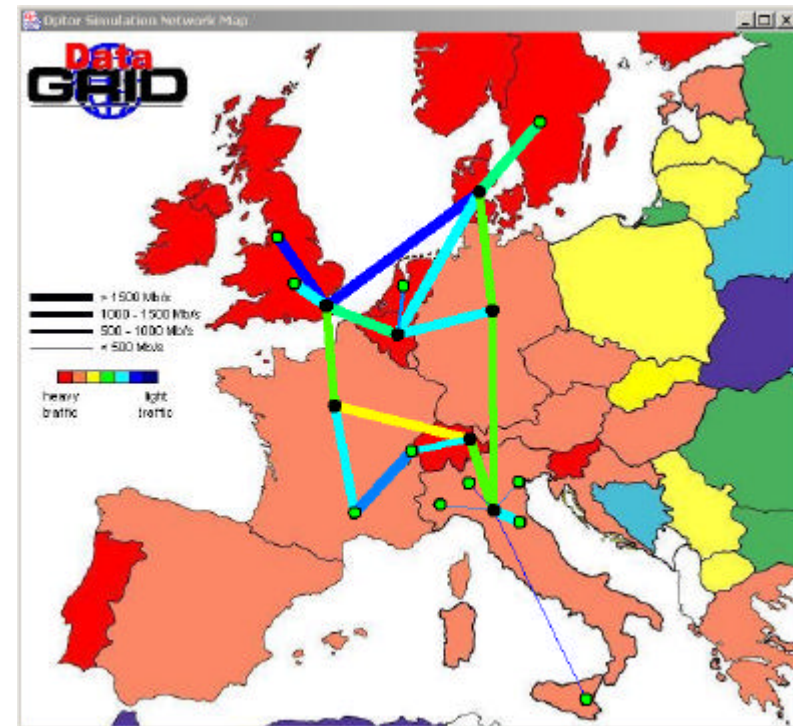 Optor Simulation Network Map
Data
GRID
> 1500 Mb/s
1000 - 1500 Mb/s
500 - 1000 Mb/s
< 500 Mb/s
heavy light
traffic traffic